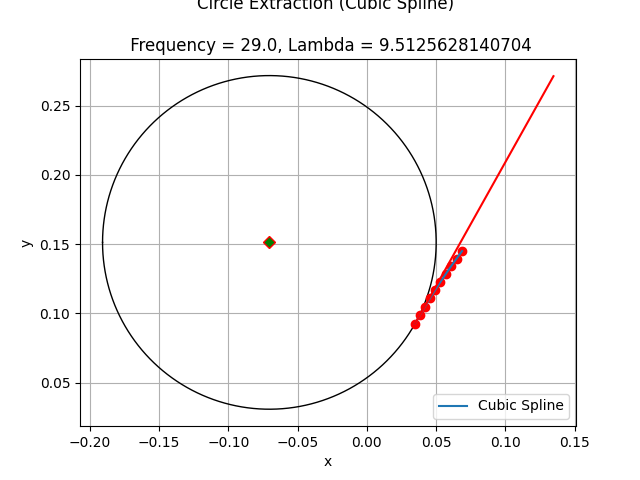 Circle Extraction (Cubic Spline)
Frequency = 29.0, Lambda = 9.5125628140704
y
0.25
0.20
0.15
0.10
0.05
−0.20 −0.15 −0.10 −0.05 0.00 0.05 0.10 0.15
x
Cubic Spline